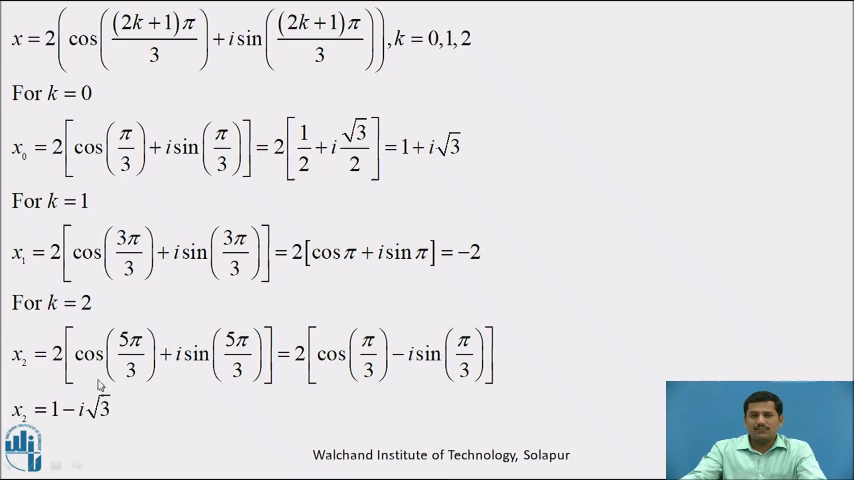 x = 2(cos((2k+1)π/3) + i sin((2k+1)π/3)), k = 0,1,2
For k = 0
x₀ = 2[cos(π/3) + i sin(π/3)] = 2[1/2 + i √3/2] = 1 + i√3
For k = 1
x₁ = 2[cos(3π/3) + i sin(3π/3)] = 2[cos π + i sin π] = −2
For k = 2
x₂ = 2[cos(5π/3) + i sin(5π/3)] = 2[cos(π/3) − i sin(π/3)]
x₂ = 1 − i√3
Walchand Institute of Technology, Solapur